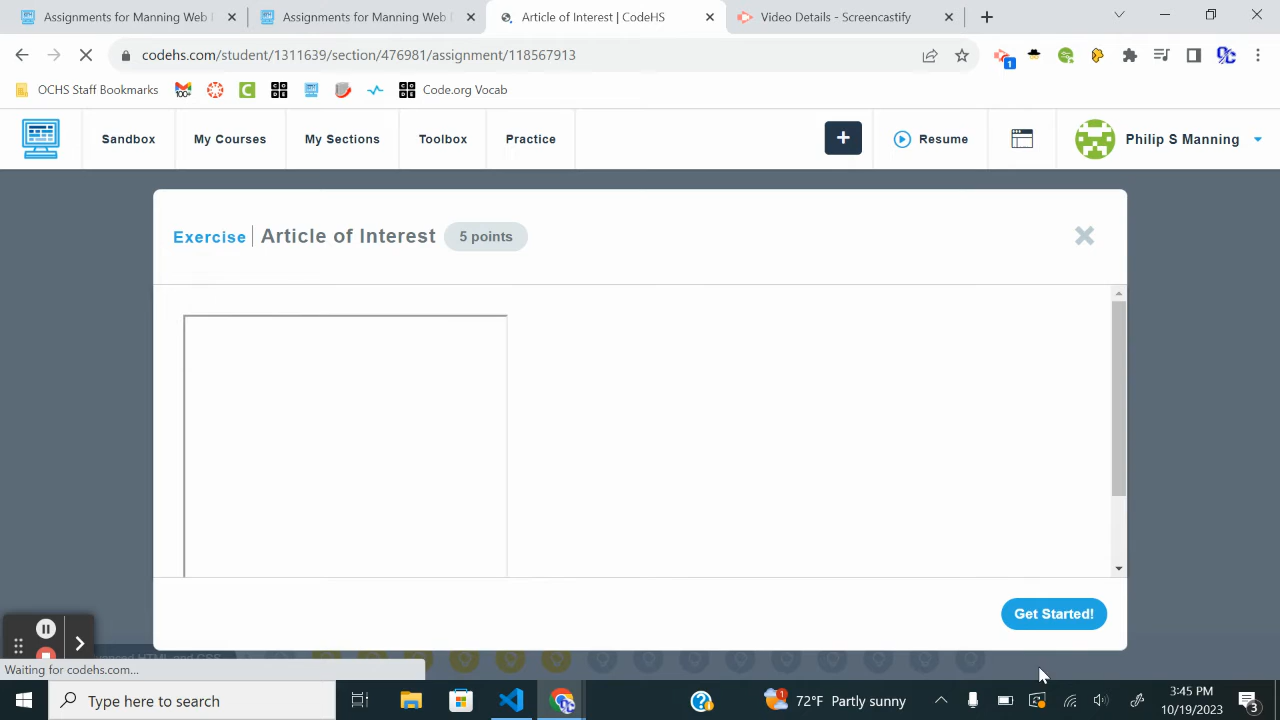 Assignments for Manning Web
Assignments for Manning Web
Article of Interest | CodeHS
Video Details - Screencastify
codehs.com/student/1311639/section/476981/assignment/118567913
1
OCHS Staff Bookmarks
Code.org Vocab
Sandbox
My Courses
My Sections
Toolbox
Practice
Resume
Philip S Manning
Exercise
Article of Interest
5 points
Get Started!
Waiting for codehs.com...
Type here to search
1
72°F Partly sunny
3:45 PM
10/19/2023
3